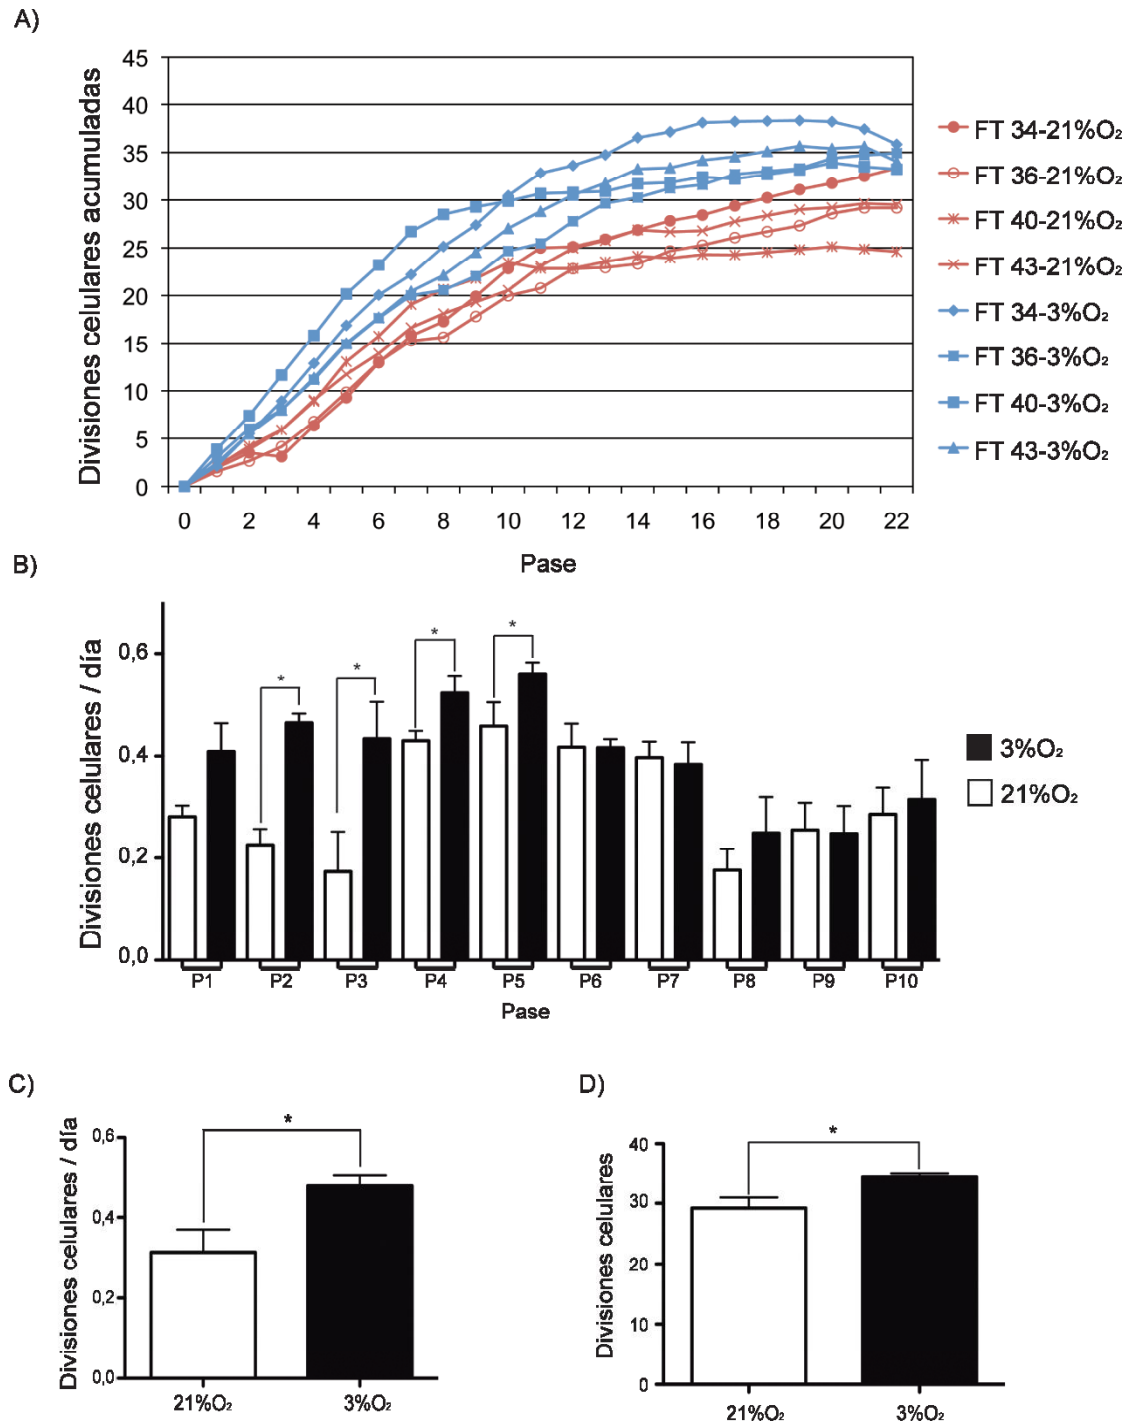 A)
Divisiones celulares acumuladas
45
40
35
30
25
20
15
10
5
0
0 2 4 6 8 10 12 14 16 18 20 22
Pase
FT 34-21%O₂
FT 36-21%O₂
FT 40-21%O₂
FT 43-21%O₂
FT 34-3%O₂
FT 36-3%O₂
FT 40-3%O₂
FT 43-3%O₂
B)
Divisiones celulares / día
0,6
0,4
0,2
0,0
* * * *
P1 P2 P3 P4 P5 P6 P7 P8 P9 P10
Pase
3%O₂
21%O₂
C)
Divisiones celulares / día
0,6
0,4
0,2
0,0
*
21%O₂ 3%O₂
D)
Divisiones celulares
40
30
20
10
0
*
21%O₂ 3%O₂